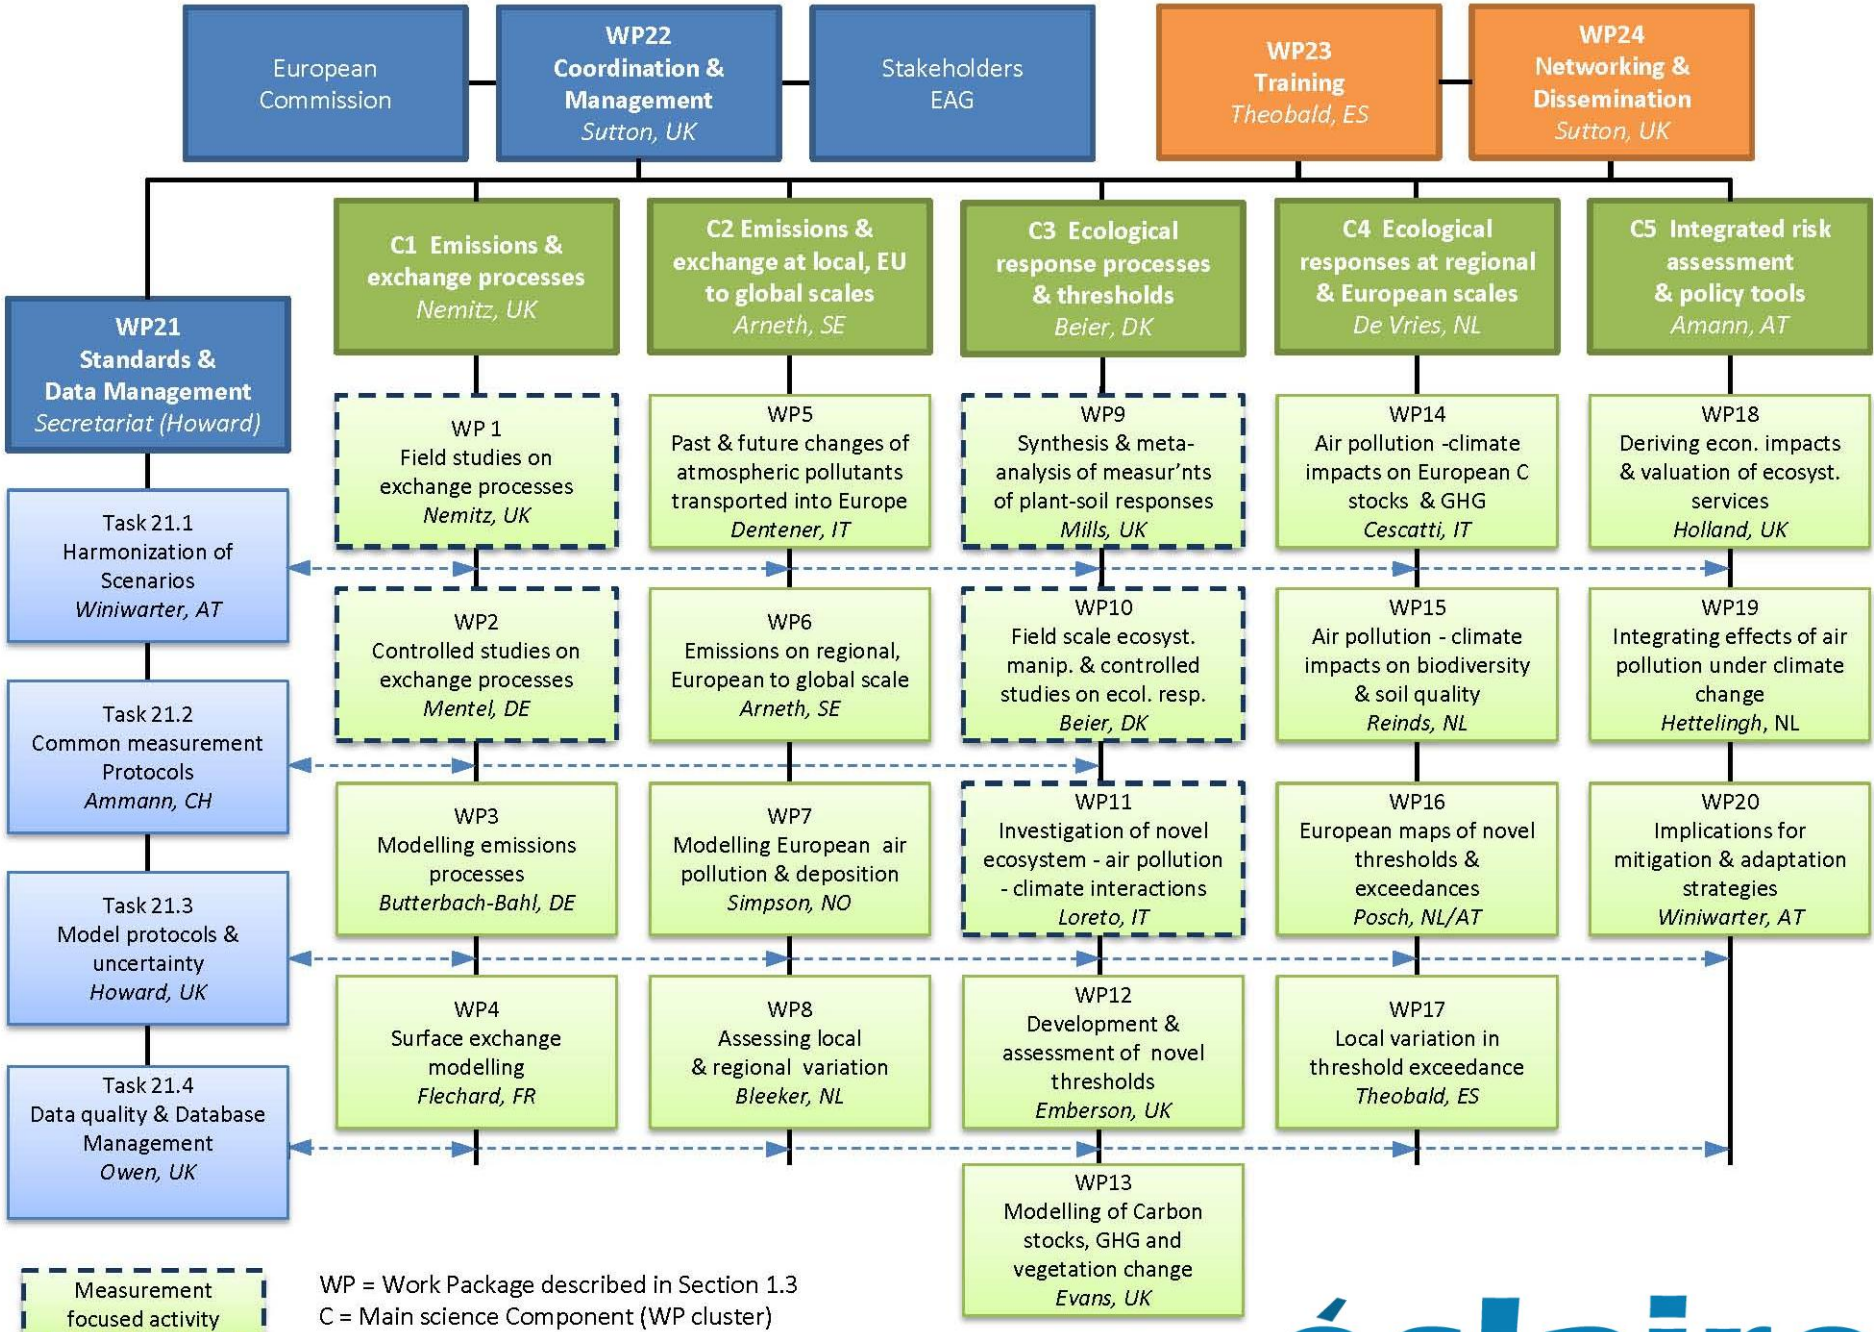 European
Commission
WP22
Coordination &
Management
Sutton, UK
Stakeholders
EAG
WP23
Training
Theobald, ES
WP24
Networking &
Dissemination
Sutton, UK
WP21
Standards &
Data Management
Secretariat (Howard)
Task 21.1
Harmonization of
Scenarios
Winiwarter, AT
Task 21.2
Common measurement
Protocols
Ammann, CH
Task 21.3
Model protocols &
uncertainty
Howard, UK
Task 21.4
Data quality & Database
Management
Owen, UK
C1 Emissions &
exchange processes
Nemitz, UK
WP 1
Field studies on
exchange processes
Nemitz, UK
WP2
Controlled studies on
exchange processes
Mentel, DE
WP3
Modelling emissions
processes
Butterbach-Bahl, DE
WP4
Surface exchange
modelling
Flechard, FR
C2 Emissions &
exchange at local, EU
to global scales
Arneth, SE
WP5
Past & future changes of
atmospheric pollutants
transported into Europe
Dentener, IT
WP6
Emissions on regional,
European to global scale
Arneth, SE
WP7
Modelling European air
pollution & deposition
Simpson, NO
WP8
Assessing local
& regional variation
Bleeker, NL
C3 Ecological
response processes
& thresholds
Beier, DK
WP9
Synthesis & meta-
analysis of measur'nts
of plant-soil responses
Mills, UK
WP10
Field scale ecosyst.
manip. & controlled
studies on ecol. resp.
Beier, DK
WP11
Investigation of novel
ecosystem - air pollution
- climate interactions
Loreto, IT
WP12
Development &
assessment of novel
thresholds
Emberson, UK
WP13
Modelling of Carbon
stocks, GHG and
vegetation change
Evans, UK
C4 Ecological
responses at regional
& European scales
De Vries, NL
WP14
Air pollution -climate
impacts on European C
stocks & GHG
Cescatti, IT
WP15
Air pollution - climate
impacts on biodiversity
& soil quality
Reinds, NL
WP16
European maps of novel
thresholds &
exceedances
Posch, NL/AT
WP17
Local variation in
threshold exceedance
Theobald, ES
C5 Integrated risk
assessment
& policy tools
Amann, AT
WP18
Deriving econ. impacts
& valuation of ecosyst.
services
Holland, UK
WP19
Integrating effects of air
pollution under climate
change
Hettelingh, NL
WP20
Implications for
mitigation & adaptation
strategies
Winiwarter, AT
Measurement
focused activity
WP = Work Package described in Section 1.3
C = Main science Component (WP cluster)
éclaire